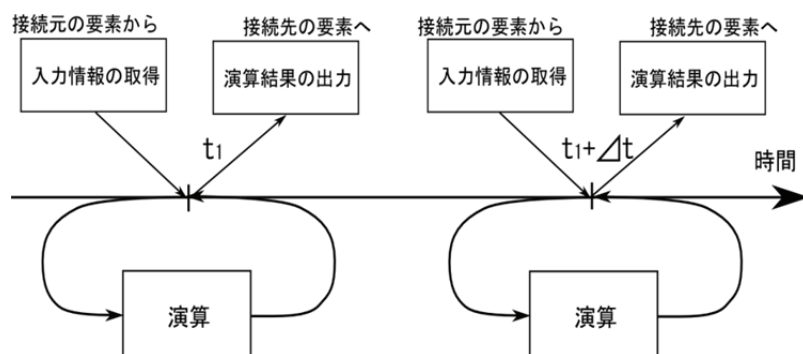 接続元の要素から
入力情報の取得
接続先の要素へ
演算結果の出力
t1
演算
接続元の要素から
入力情報の取得
接続先の要素へ
演算結果の出力
t1+⊿t
時間
演算